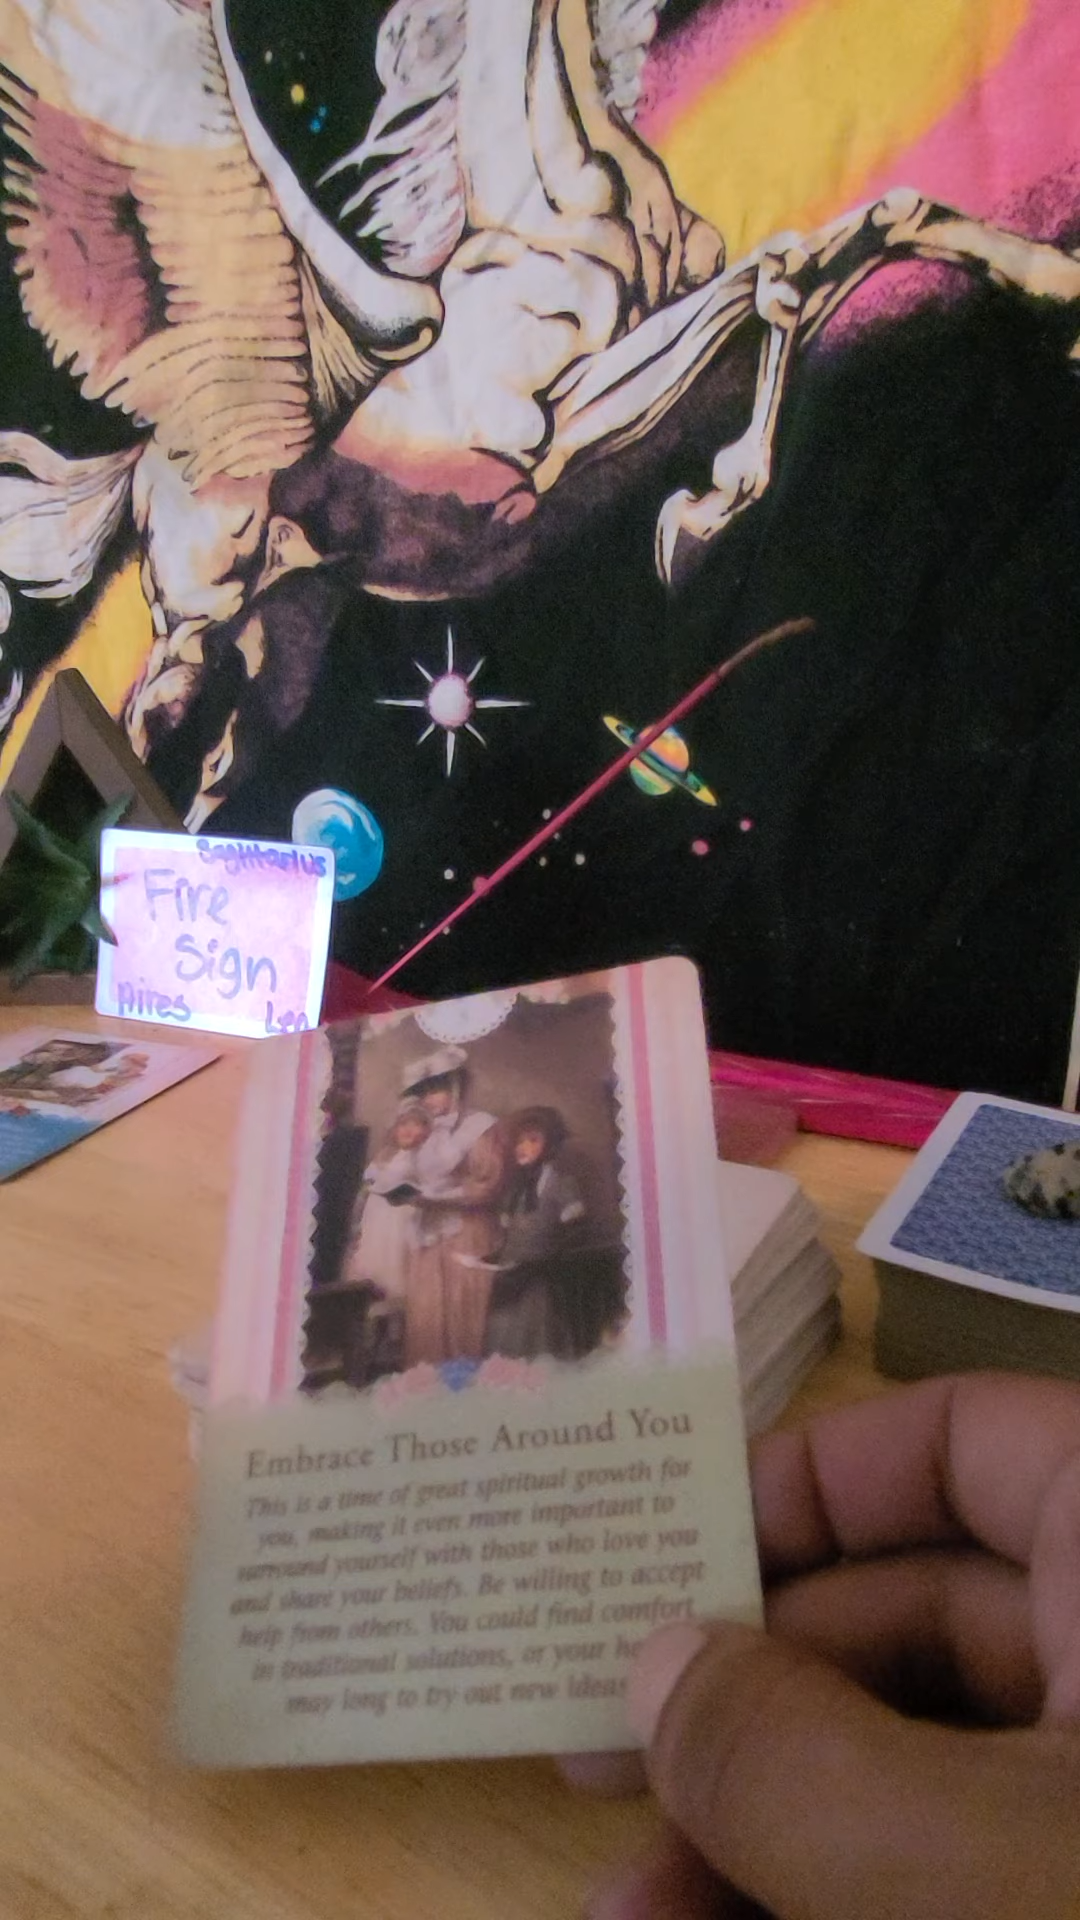 Sagittarius
Fire
Sign
Aires
Leo
Embrace Those Around You
This is a time of great spiritual growth for
you, making it even more important to
surround yourself with those who love you
and share your beliefs. Be willing to accept
help from others. You could find comfort
in traditional solutions, or your
may long to try out new ideas